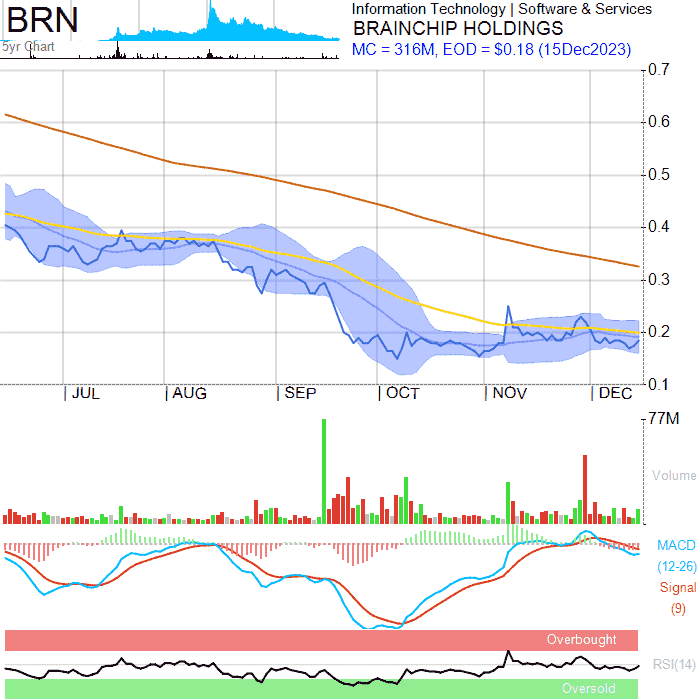 BRN
5yr Chart
Information Technology | Software & Services
BRAINCHIP HOLDINGS
MC = 316M, EOD = $0.18 (15Dec2023)
0.7
0.6
0.5
0.4
0.3
0.2
0.1
| JUL | AUG | SEP | OCT | NOV | DEC
77M
Volume
MACD
(12-26)
Signal
(9)
Overbought
RSI(14)
Oversold